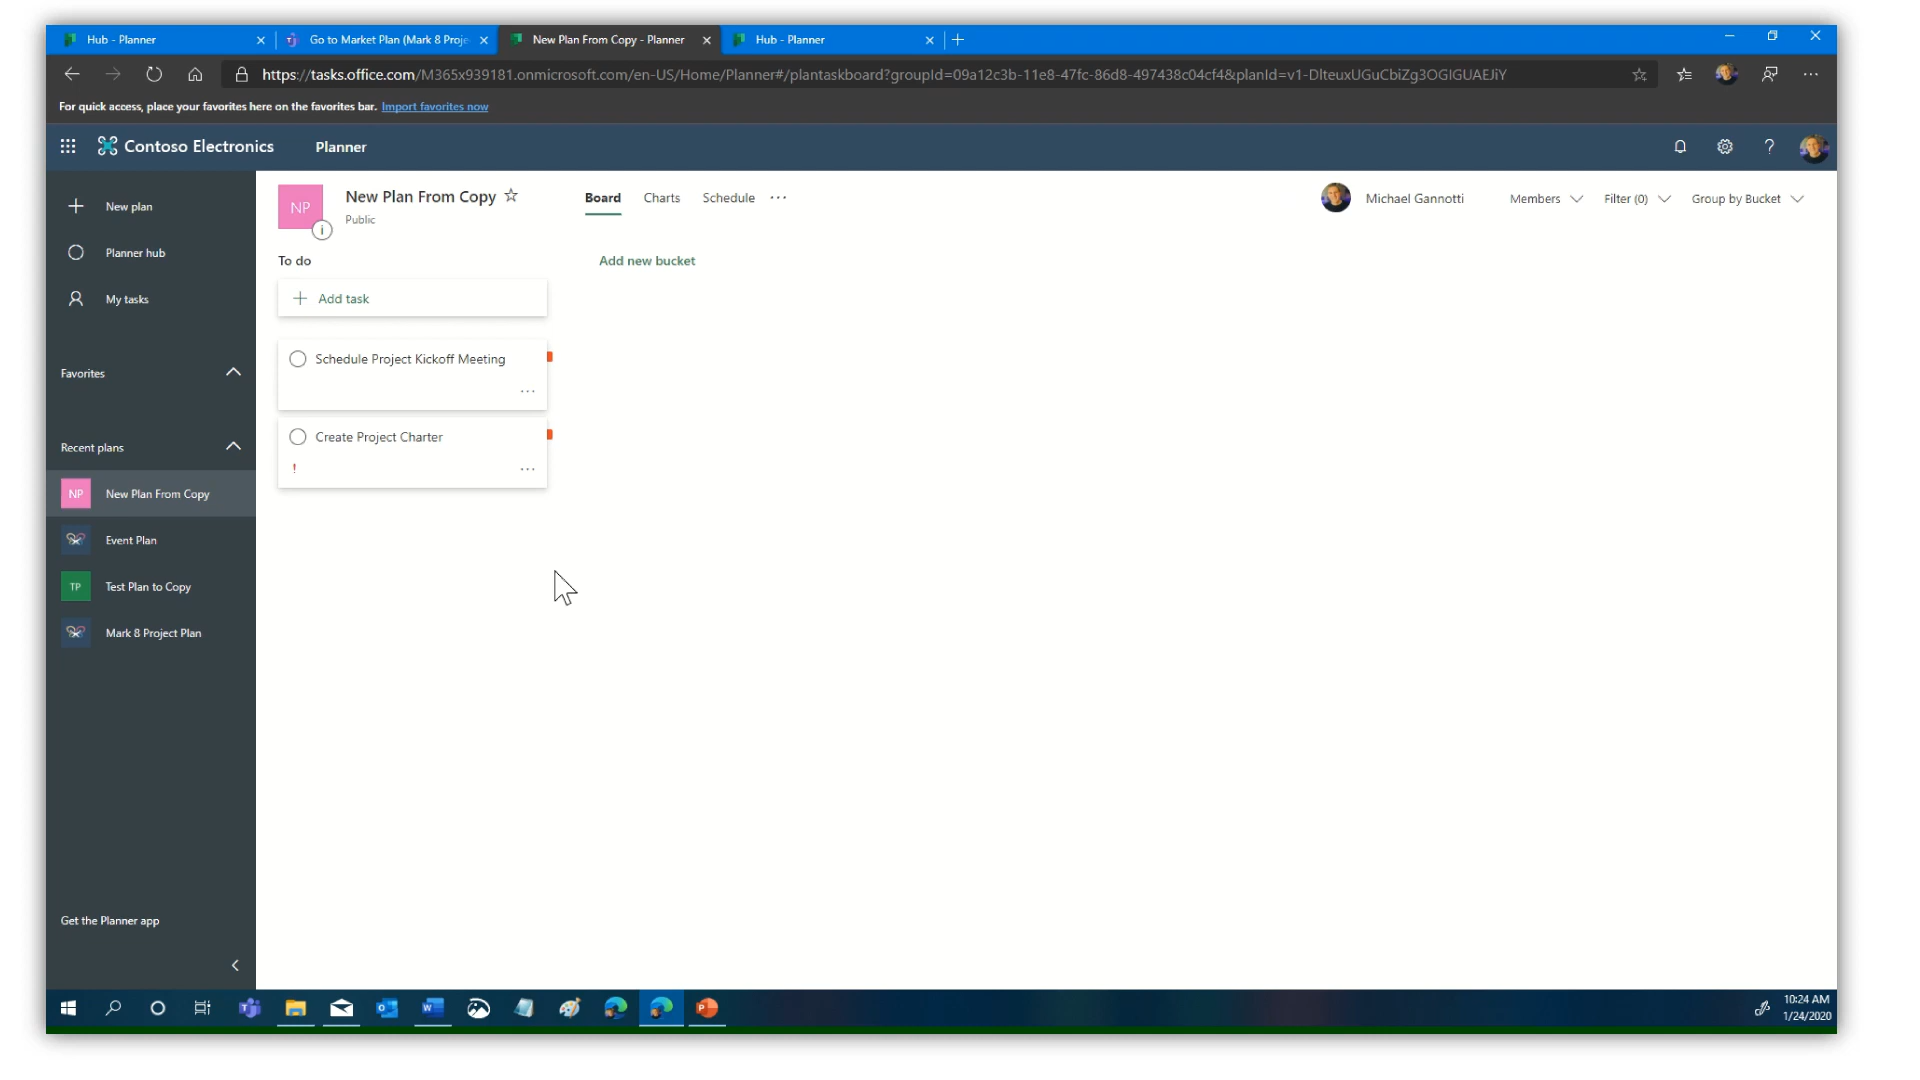 Hub - Planner
Go to Market Plan (Mark 8 Proje
New Plan From Copy - Planner
Hub - Planner
https://tasks.office.com/M365x939181.onmicrosoft.com/en-US/Home/Planner#/plantaskboard?groupId=09a12c3b-11e8-47fc-86d8-497438c04cf4&planId=v1-DlteuxUGuCbiZg3OGIGUAEJiY
For quick access, place your favorites here on the favorites bar. Import favorites now
Contoso Electronics
Planner
New plan
Planner hub
My tasks
Favorites
Recent plans
NP New Plan From Copy
Event Plan
TP Test Plan to Copy
Mark 8 Project Plan
Get the Planner app
NP
New Plan From Copy
Public
Board
Charts
Schedule
Michael Gannotti
Members
Filter (0)
Group by Bucket
To do
Add new bucket
Add task
Schedule Project Kickoff Meeting
Create Project Charter
10:24 AM
1/24/2020